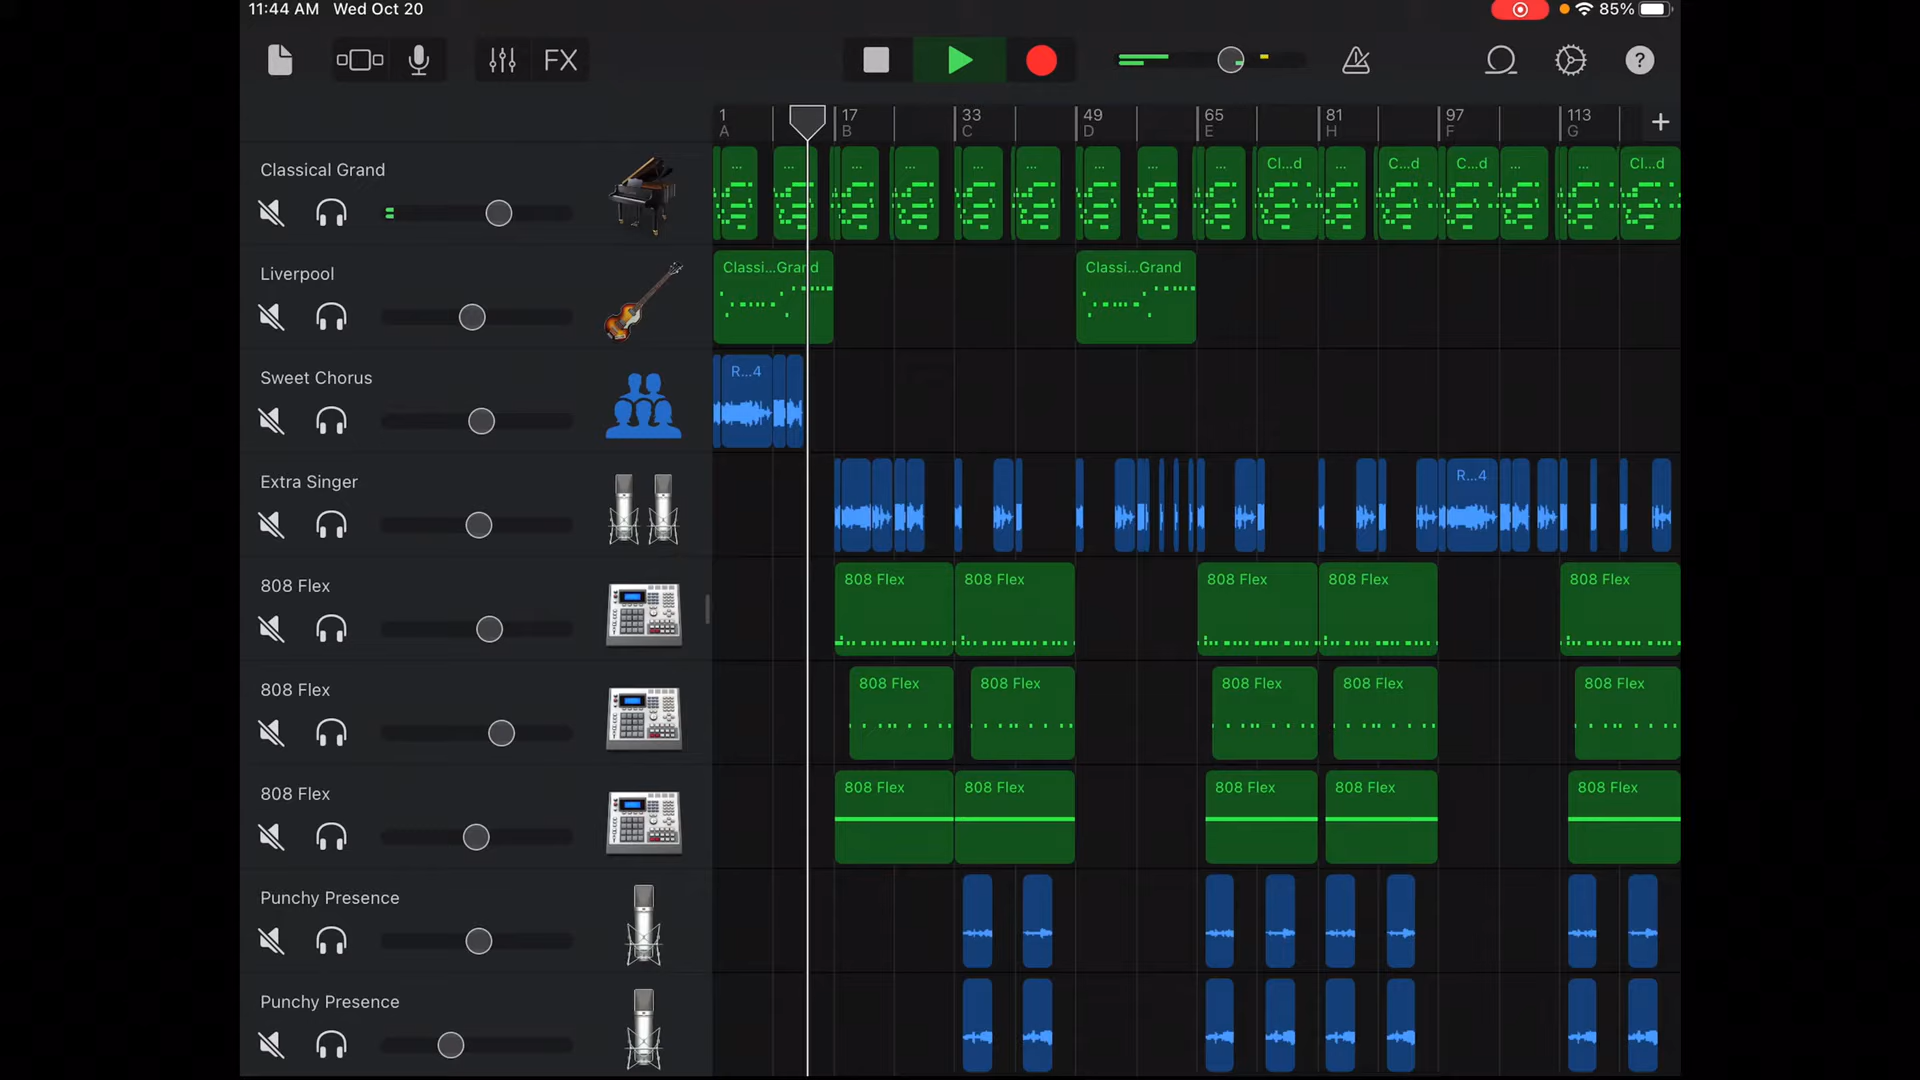 11:44 AM Wed Oct 20 85%
FX ?
1 17 33 49 65 81 97 113 +
A B C D E H F G
Classical Grand
... ... ... ... ... ... ... ... ... Cl...d ... C...d C...d ... ... Cl...d
Liverpool
Classi...Grand Classi...Grand
Sweet Chorus
R...4
Extra Singer
R...4
808 Flex
808 Flex 808 Flex 808 Flex 808 Flex 808 Flex
808 Flex
808 Flex 808 Flex 808 Flex 808 Flex 808 Flex
808 Flex
808 Flex 808 Flex 808 Flex 808 Flex 808 Flex
Punchy Presence
Punchy Presence